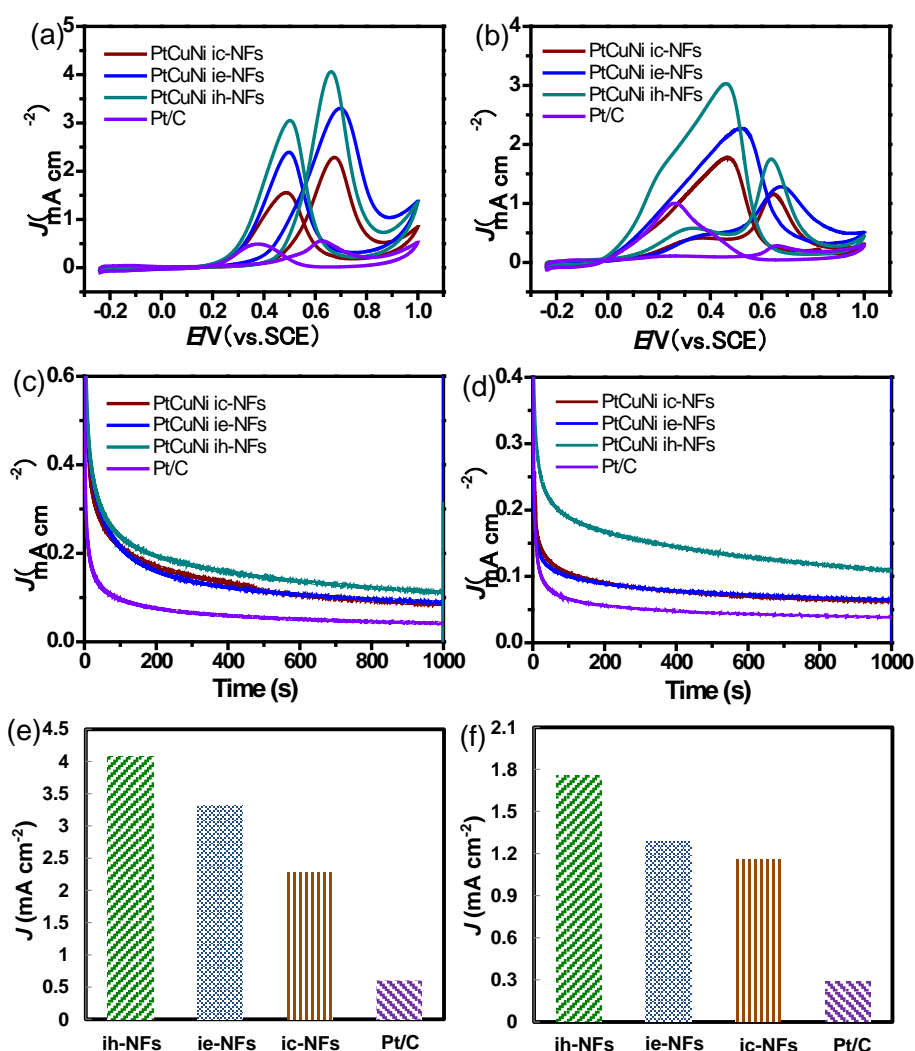 (a)
5
4
3
2
1
0
J(mA cm-2)
PtCuNi ic-NFs
PtCuNi ie-NFs
PtCuNi ih-NFs
Pt/C
-0.2 0.0 0.2 0.4 0.6 0.8 1.0
E/V(vs.SCE)
(b)
4
3
2
1
0
J(mA cm-2)
PtCuNi ic-NFs
PtCuNi ie-NFs
PtCuNi ih-NFs
Pt/C
-0.2 0.0 0.2 0.4 0.6 0.8 1.0
E/V(vs.SCE)
(c)
0.6
0.4
0.2
0.0
J(mA cm-2)
PtCuNi ic-NFs
PtCuNi ie-NFs
PtCuNi ih-NFs
Pt/C
0 200 400 600 800 1000
Time (s)
(d)
0.4
0.3
0.2
0.1
0.0
J(mA cm-2)
PtCuNi ic-NFs
PtCuNi ie-NFs
PtCuNi ih-NFs
Pt/C
0 200 400 600 800 1000
Time (s)
(e)
4.5
4
3.5
3
2.5
2
1.5
1
0.5
0
J (mA cm-2)
ih-NFs ie-NFs ic-NFs Pt/C
(f)
2.1
1.8
1.5
1.2
0.9
0.6
0.3
0
J (mA cm-2)
ih-NFs ie-NFs ic-NFs Pt/C